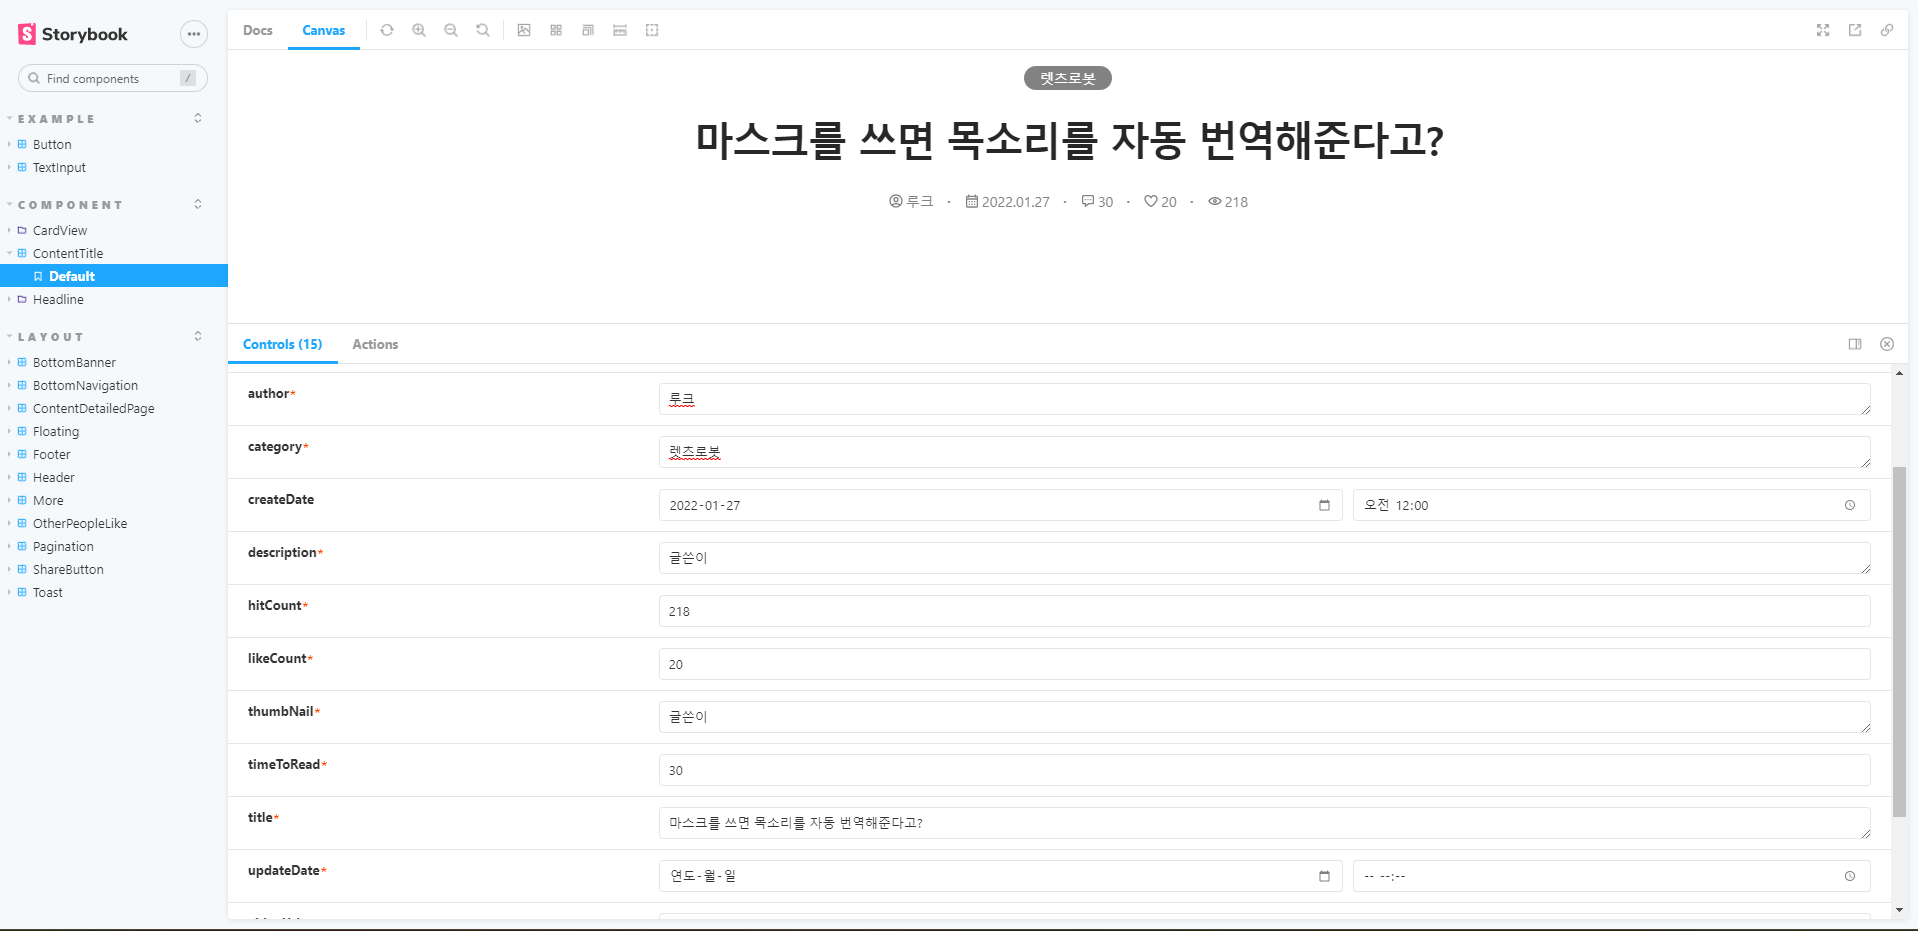 Storybook
Find components /
EXAMPLE
Button
TextInput
COMPONENT
CardView
ContentTitle
Default
Headline
LAYOUT
BottomBanner
BottomNavigation
ContentDetailedPage
Floating
Footer
Header
More
OtherPeopleLike
Pagination
ShareButton
Toast
Docs Canvas
렛츠로봇
마스크를 쓰면 목소리를 자동 번역해준다고?
루크 · 2022.01.27 · 30 · 20 · 218
Controls (15) Actions
author* 루크
category* 렛츠로봇
createDate 2022-01-27 오전 12:00
description* 글쓴이
hitCount* 218
likeCount* 20
thumbNail* 글쓴이
timeToRead* 30
title* 마스크를 쓰면 목소리를 자동 번역해준다고?
updateDate* 연도-월-일 -- --:--